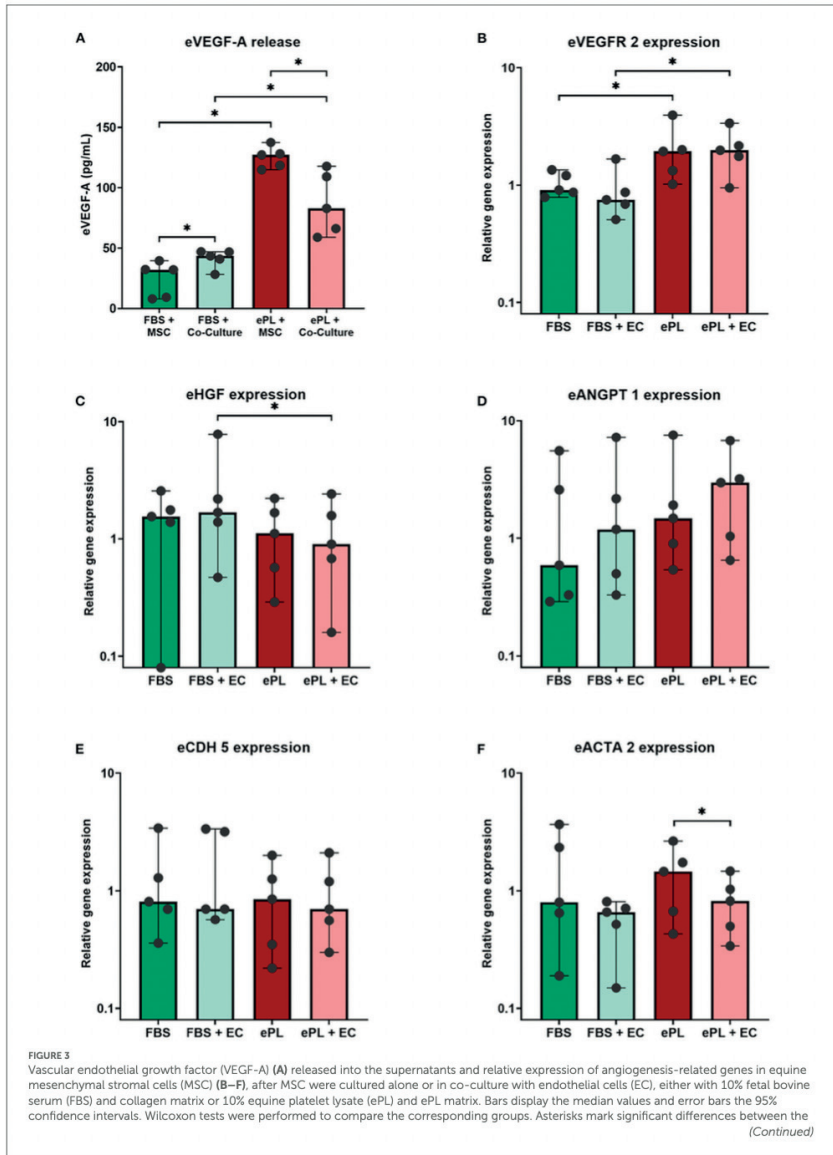 A
eVEGF-A release
eVEGF-A (pg/mL)
200
150
100
50
0
*
*
*
*
FBS +
MSC
FBS +
Co-Culture
ePL +
MSC
ePL +
Co-Culture
B
eVEGFR 2 expression
Relative gene expression
10
1
0.1
*
*
FBS
FBS + EC
ePL
ePL + EC
C
eHGF expression
Relative gene expression
10
1
0.1
*
FBS
FBS + EC
ePL
ePL + EC
D
eANGPT 1 expression
Relative gene expression
10
1
0.1
FBS
FBS + EC
ePL
ePL + EC
E
eCDH 5 expression
Relative gene expression
10
1
0.1
FBS
FBS + EC
ePL
ePL + EC
F
eACTA 2 expression
Relative gene expression
10
1
0.1
*
FBS
FBS + EC
ePL
ePL + EC
FIGURE 3
Vascular endothelial growth factor (VEGF-A) (A) released into the supernatants and relative expression of angiogenesis-related genes in equine
mesenchymal stromal cells (MSC) (B–F), after MSC were cultured alone or in co-culture with endothelial cells (EC), either with 10% fetal bovine
serum (FBS) and collagen matrix or 10% equine platelet lysate (ePL) and ePL matrix. Bars display the median values and error bars the 95%
confidence intervals. Wilcoxon tests were performed to compare the corresponding groups. Asterisks mark significant differences between the
(Continued)